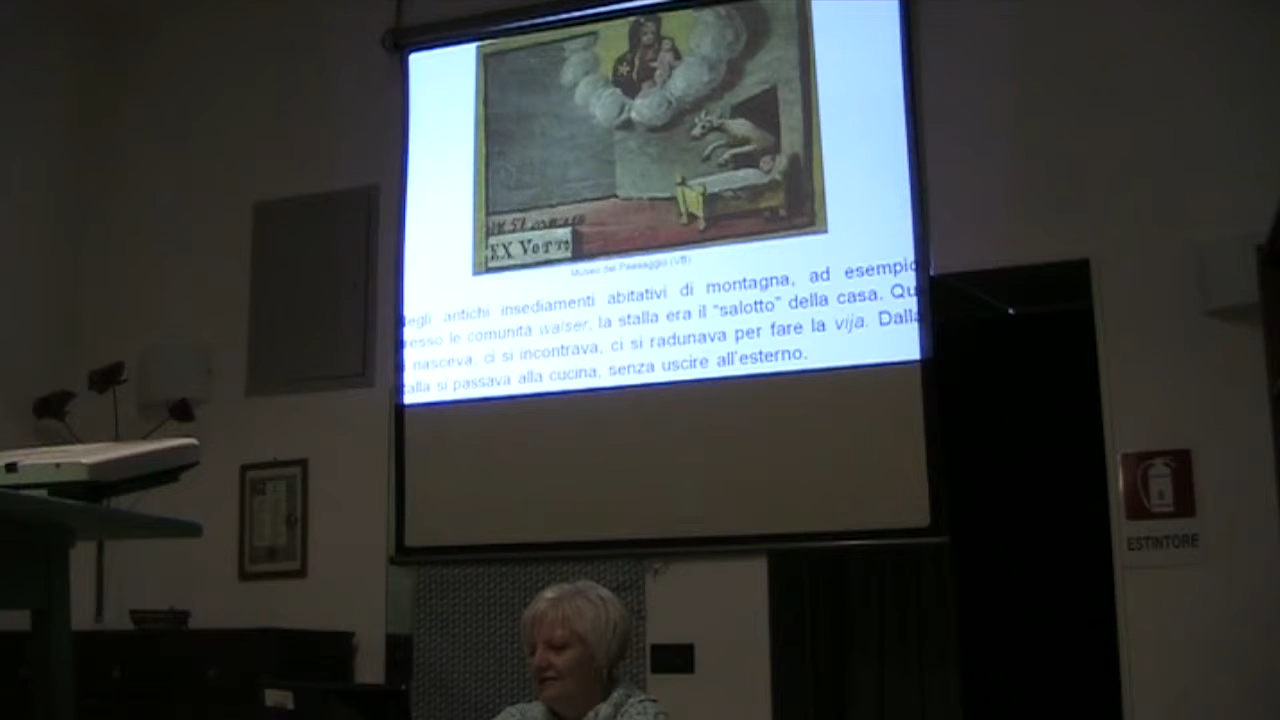 EX VOTO
Museo del Paesaggio (VB)
egli antichi insediamenti abitativi di montagna, ad esempio
resso le comunità walser, la stalla era il "salotto" della casa. Qu
nasceva, ci si incontrava, ci si radunava per fare la vija. Dalla
alla si passava alla cucina, senza uscire all'esterno.
ESTINTORE